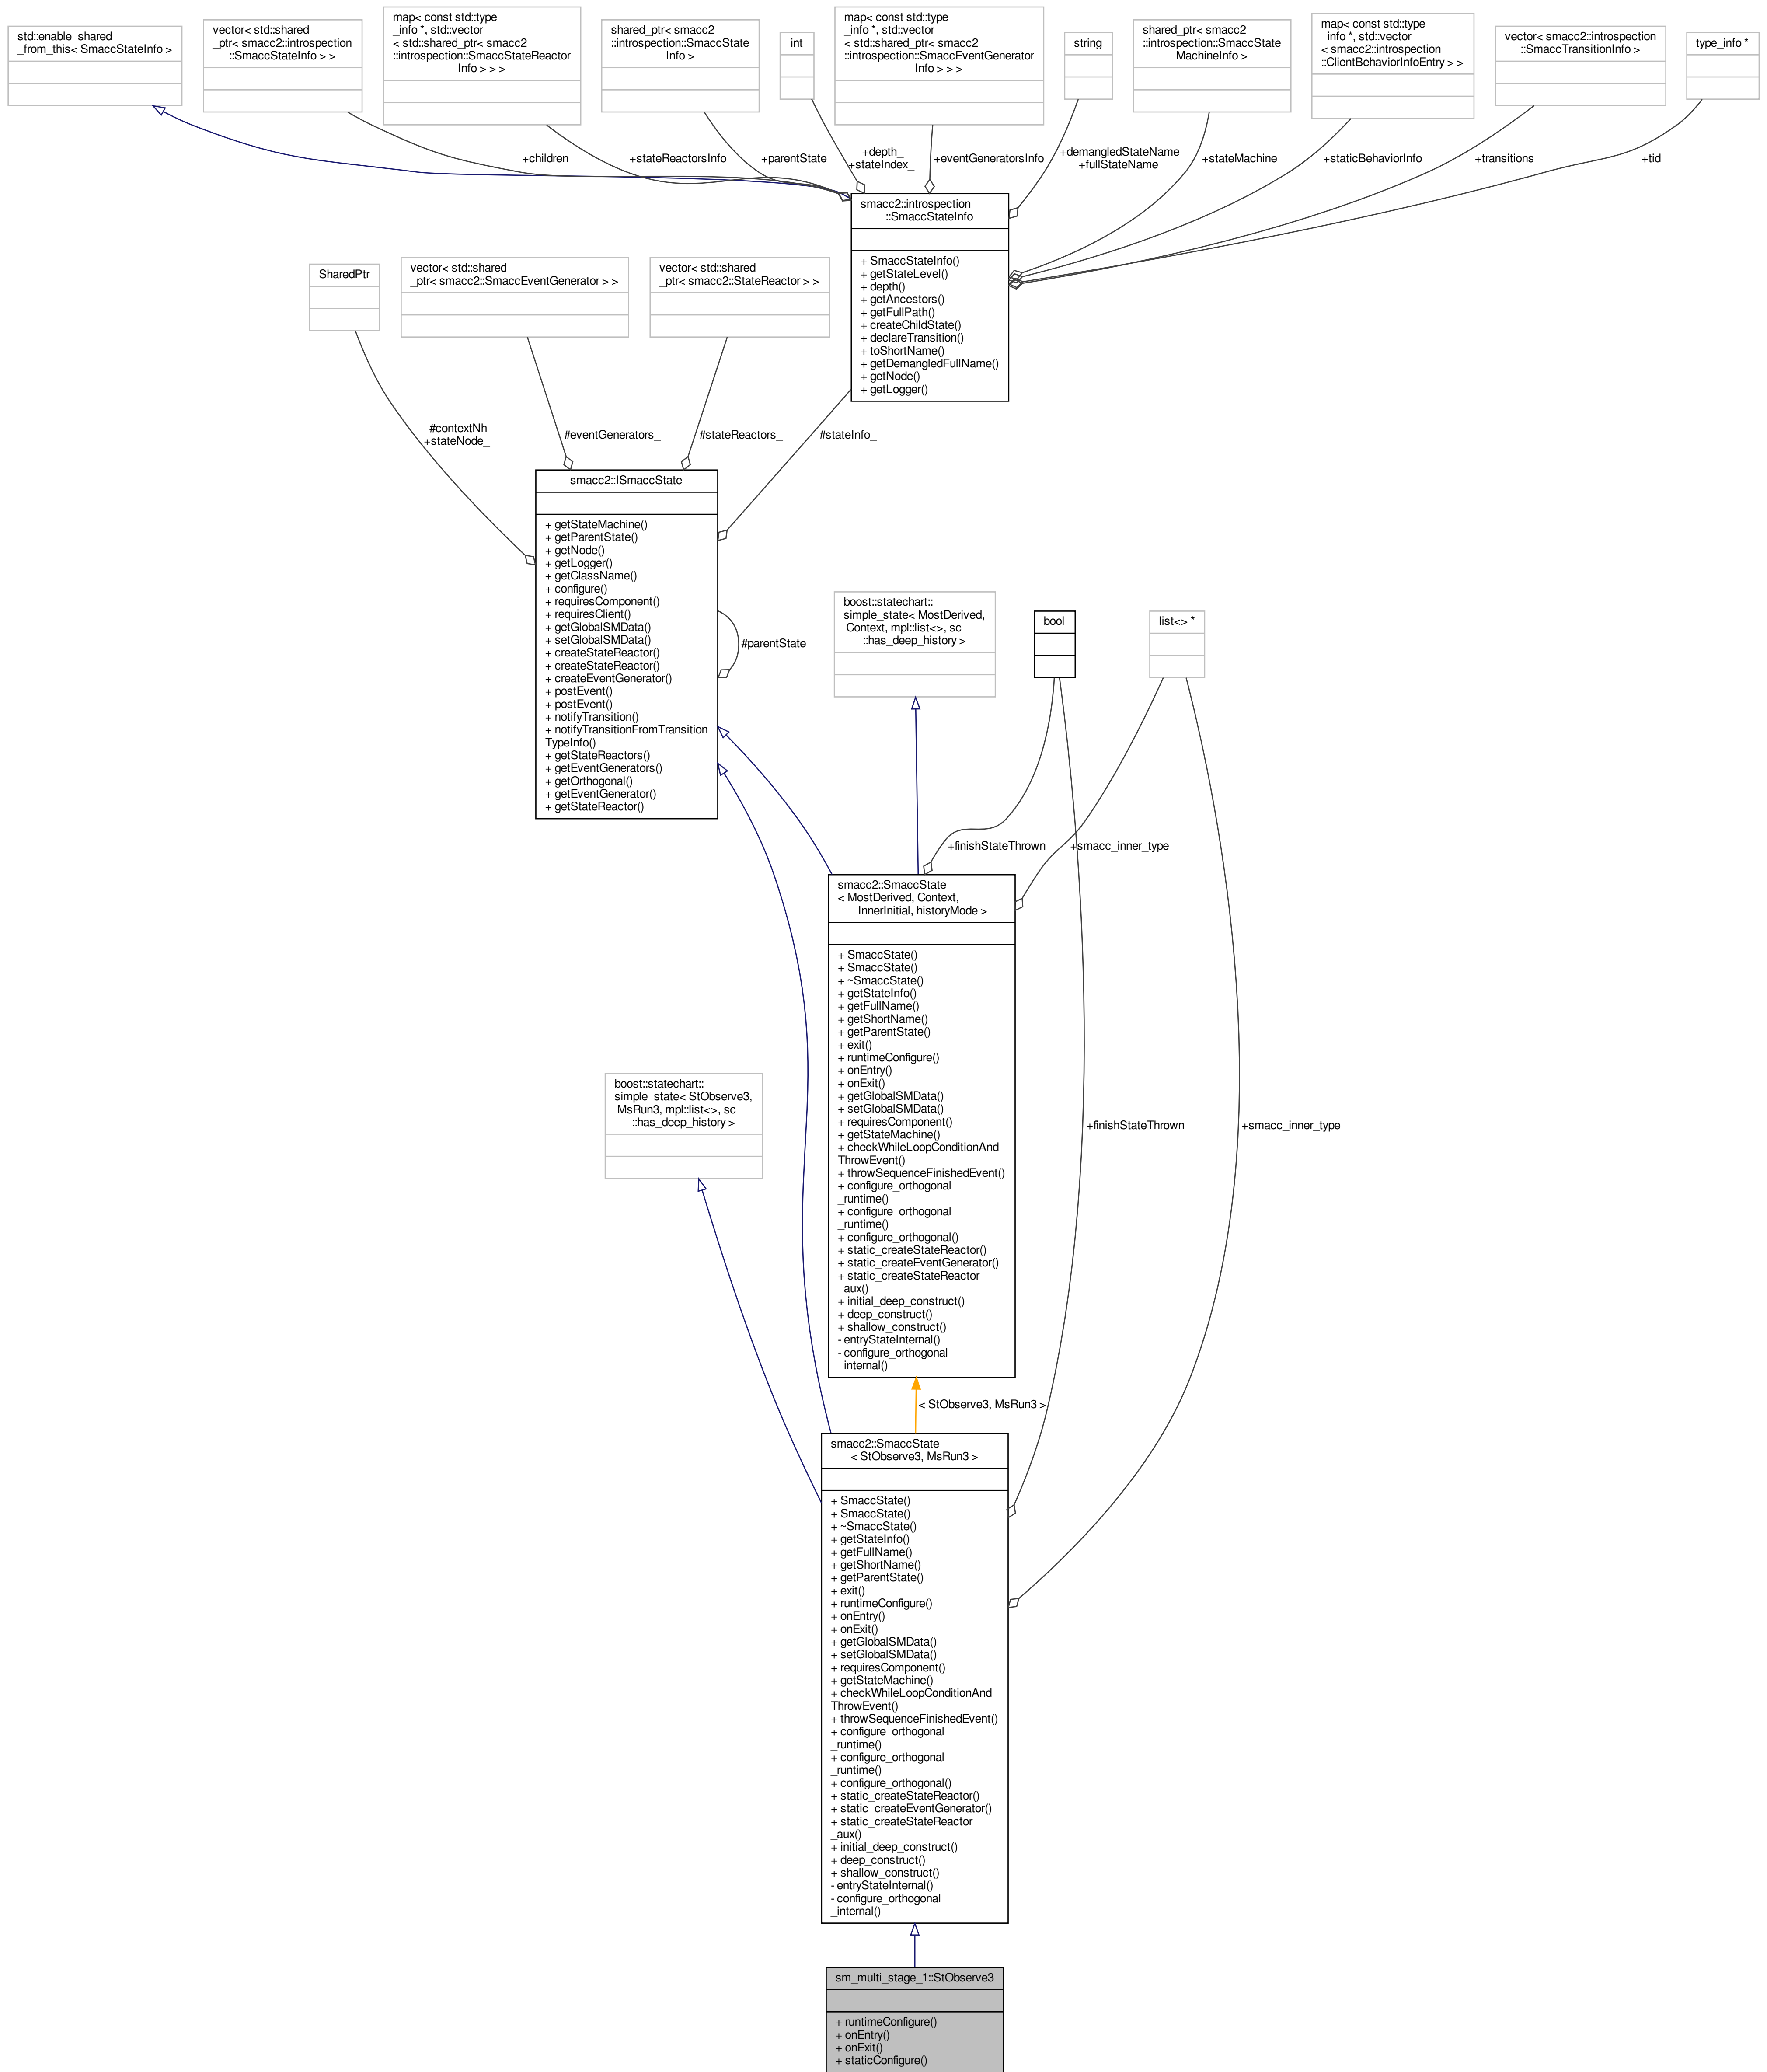 std::enable_shared
_from_this< SmaccStateInfo >
vector< std::shared
_ptr< smacc2::introspection
::SmaccStateInfo > >
map< const std::type
_info *, std::vector
< std::shared_ptr< smacc2
::introspection::SmaccStateReactor
Info > > >
shared_ptr< smacc2
::introspection::SmaccState
Info >
int
map< const std::type
_info *, std::vector
< std::shared_ptr< smacc2
::introspection::SmaccEventGenerator
Info > > >
string
shared_ptr< smacc2
::introspection::SmaccState
MachineInfo >
map< const std::type
_info *, std::vector
< smacc2::introspection
::ClientBehaviorInfoEntry > >
vector< smacc2::introspection
::SmaccTransitionInfo >
type_info *
+children_
+stateReactorsInfo
+parentState_
+depth_
+stateIndex_
+eventGeneratorsInfo
+demangledStateName
+fullStateName
+stateMachine_
+staticBehaviorInfo
+transitions_
+tid_
smacc2::introspection
::SmaccStateInfo
+ SmaccStateInfo()
+ getStateLevel()
+ depth()
+ getAncestors()
+ getFullPath()
+ createChildState()
+ declareTransition()
+ toShortName()
+ getDemangledFullName()
+ getNode()
+ getLogger()
SharedPtr
vector< std::shared
_ptr< smacc2::SmaccEventGenerator > >
vector< std::shared
_ptr< smacc2::StateReactor > >
#contextNh
+stateNode_
#eventGenerators_
#stateReactors_
#stateInfo_
smacc2::ISmaccState
+ getStateMachine()
+ getParentState()
+ getNode()
+ getLogger()
+ getClassName()
+ configure()
+ requiresComponent()
+ requiresClient()
+ getGlobalSMData()
+ setGlobalSMData()
+ createStateReactor()
+ createStateReactor()
+ createEventGenerator()
+ postEvent()
+ postEvent()
+ notifyTransition()
+ notifyTransitionFromTransition
TypeInfo()
+ getStateReactors()
+ getEventGenerators()
+ getOrthogonal()
+ getEventGenerator()
+ getStateReactor()
#parentState_
boost::statechart::
simple_state< MostDerived,
Context, mpl::list<>, sc
::has_deep_history >
bool
list<> *
+finishStateThrown
+smacc_inner_type
smacc2::SmaccState
< MostDerived, Context,
InnerInitial, historyMode >
+ SmaccState()
+ SmaccState()
+ ~SmaccState()
+ getStateInfo()
+ getFullName()
+ getShortName()
+ getParentState()
+ exit()
+ runtimeConfigure()
+ onEntry()
+ onExit()
+ getGlobalSMData()
+ setGlobalSMData()
+ requiresComponent()
+ getStateMachine()
+ checkWhileLoopConditionAnd
ThrowEvent()
+ throwSequenceFinishedEvent()
+ configure_orthogonal
_runtime()
+ configure_orthogonal
_runtime()
+ configure_orthogonal()
+ static_createStateReactor()
+ static_createEventGenerator()
+ static_createStateReactor
_aux()
+ initial_deep_construct()
+ deep_construct()
+ shallow_construct()
- entryStateInternal()
- configure_orthogonal
_internal()
boost::statechart::
simple_state< StObserve3,
MsRun3, mpl::list<>, sc
::has_deep_history >
+finishStateThrown
+smacc_inner_type
< StObserve3, MsRun3 >
smacc2::SmaccState
< StObserve3, MsRun3 >
+ SmaccState()
+ SmaccState()
+ ~SmaccState()
+ getStateInfo()
+ getFullName()
+ getShortName()
+ getParentState()
+ exit()
+ runtimeConfigure()
+ onEntry()
+ onExit()
+ getGlobalSMData()
+ setGlobalSMData()
+ requiresComponent()
+ getStateMachine()
+ checkWhileLoopConditionAnd
ThrowEvent()
+ throwSequenceFinishedEvent()
+ configure_orthogonal
_runtime()
+ configure_orthogonal
_runtime()
+ configure_orthogonal()
+ static_createStateReactor()
+ static_createEventGenerator()
+ static_createStateReactor
_aux()
+ initial_deep_construct()
+ deep_construct()
+ shallow_construct()
- entryStateInternal()
- configure_orthogonal
_internal()
sm_multi_stage_1::StObserve3
+ runtimeConfigure()
+ onEntry()
+ onExit()
+ staticConfigure()